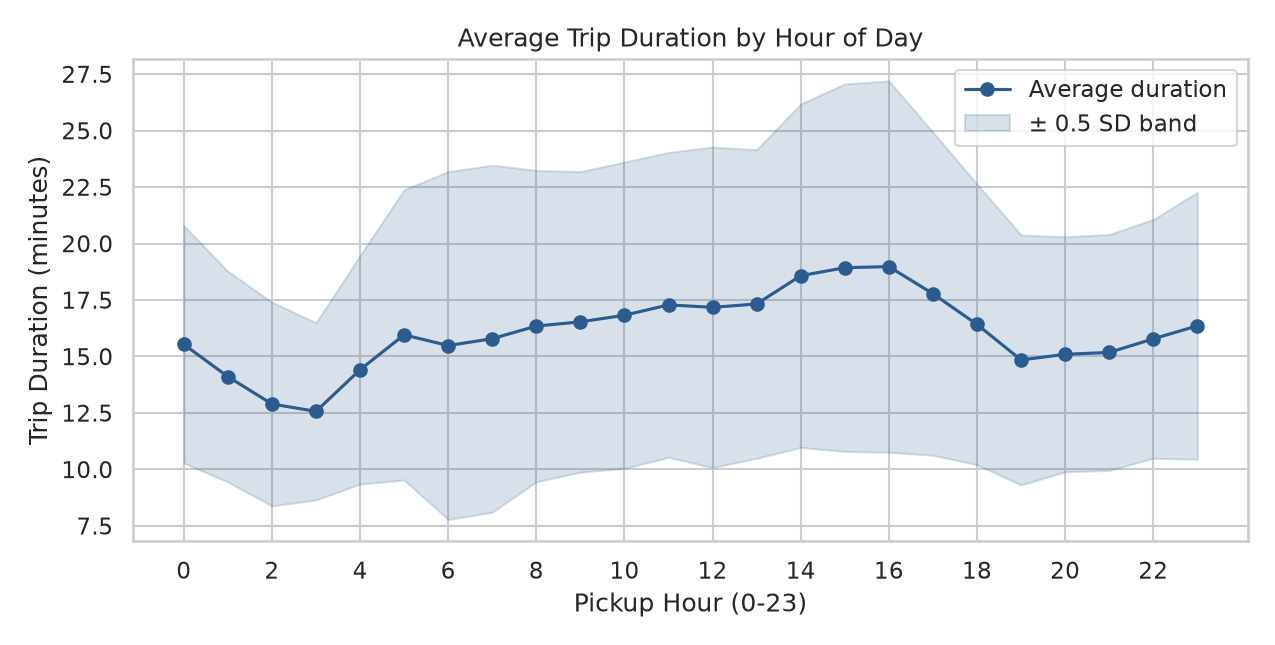 Average Trip Duration by Hour of Day
Average duration
± 0.5 SD band
Trip Duration (minutes)
27.5
25.0
22.5
20.0
17.5
15.0
12.5
10.0
7.5
0 2 4 6 8 10 12 14 16 18 20 22
Pickup Hour (0-23)